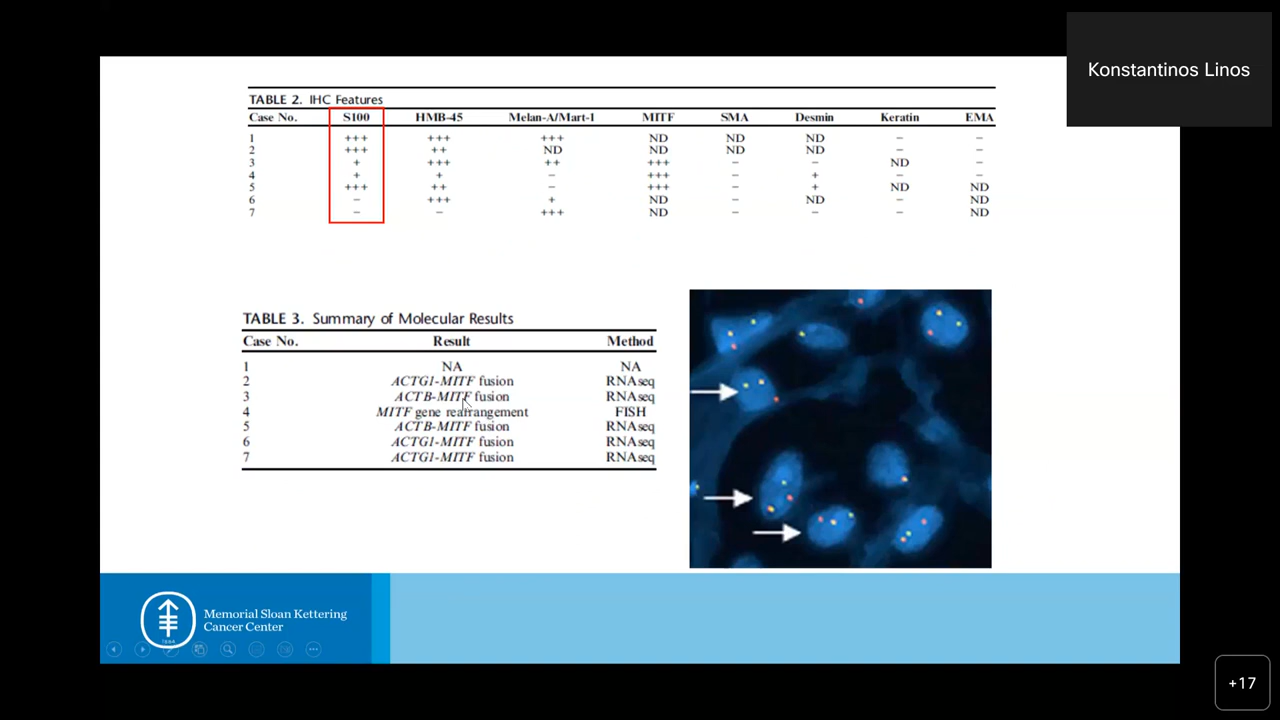 Konstantinos Linos
TABLE 2. IHC Features
Case No. S100 HMB-45 Melan-A/Mart-1 MITF SMA Desmin Keratin EMA
1 +++ +++ +++ ND ND ND – –
2 +++ ++ ND ND ND ND – –
3 + +++ ++ +++ – – ND –
4 + + – +++ – + – –
5 +++ ++ – +++ – + ND ND
6 – +++ + ND – ND – ND
7 – – +++ ND – – – ND
TABLE 3. Summary of Molecular Results
Case No. Result Method
1 NA NA
2 ACTG1-MITF fusion RNAseq
3 ACTB-MITF fusion RNAseq
4 MITF gene rearrangement FISH
5 ACTB-MITF fusion RNAseq
6 ACTG1-MITF fusion RNAseq
7 ACTG1-MITF fusion RNAseq
Memorial Sloan Kettering
Cancer Center
+17